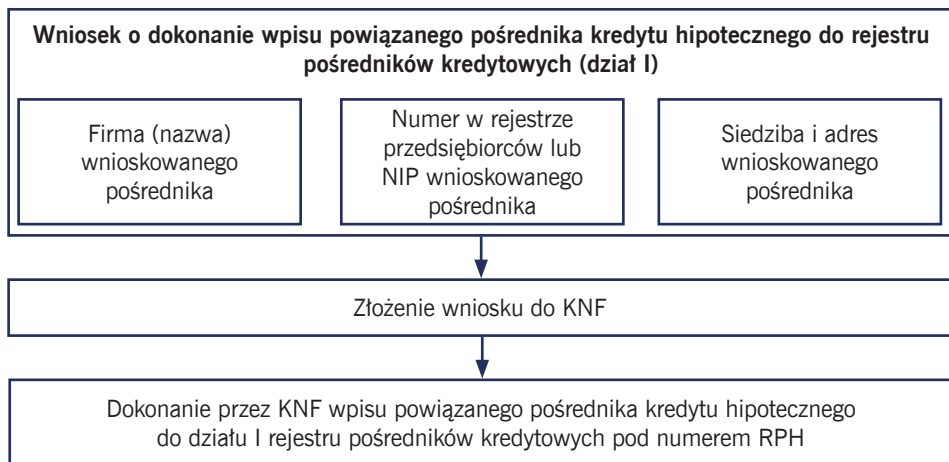 Wniosek o dokonanie wpisu powiązanego pośrednika kredytu hipotecznego do rejestru
pośredników kredytowych (dział I)
Firma (nazwa)
wnioskowanego
pośrednika
Numer w rejestrze
przedsiębiorców lub
NIP wnioskowanego
pośrednika
Siedziba i adres
wnioskowanego
pośrednika
Złożenie wniosku do KNF
Dokonanie przez KNF wpisu powiązanego pośrednika kredytu hipotecznego
do działu I rejestru pośredników kredytowych pod numerem RPH